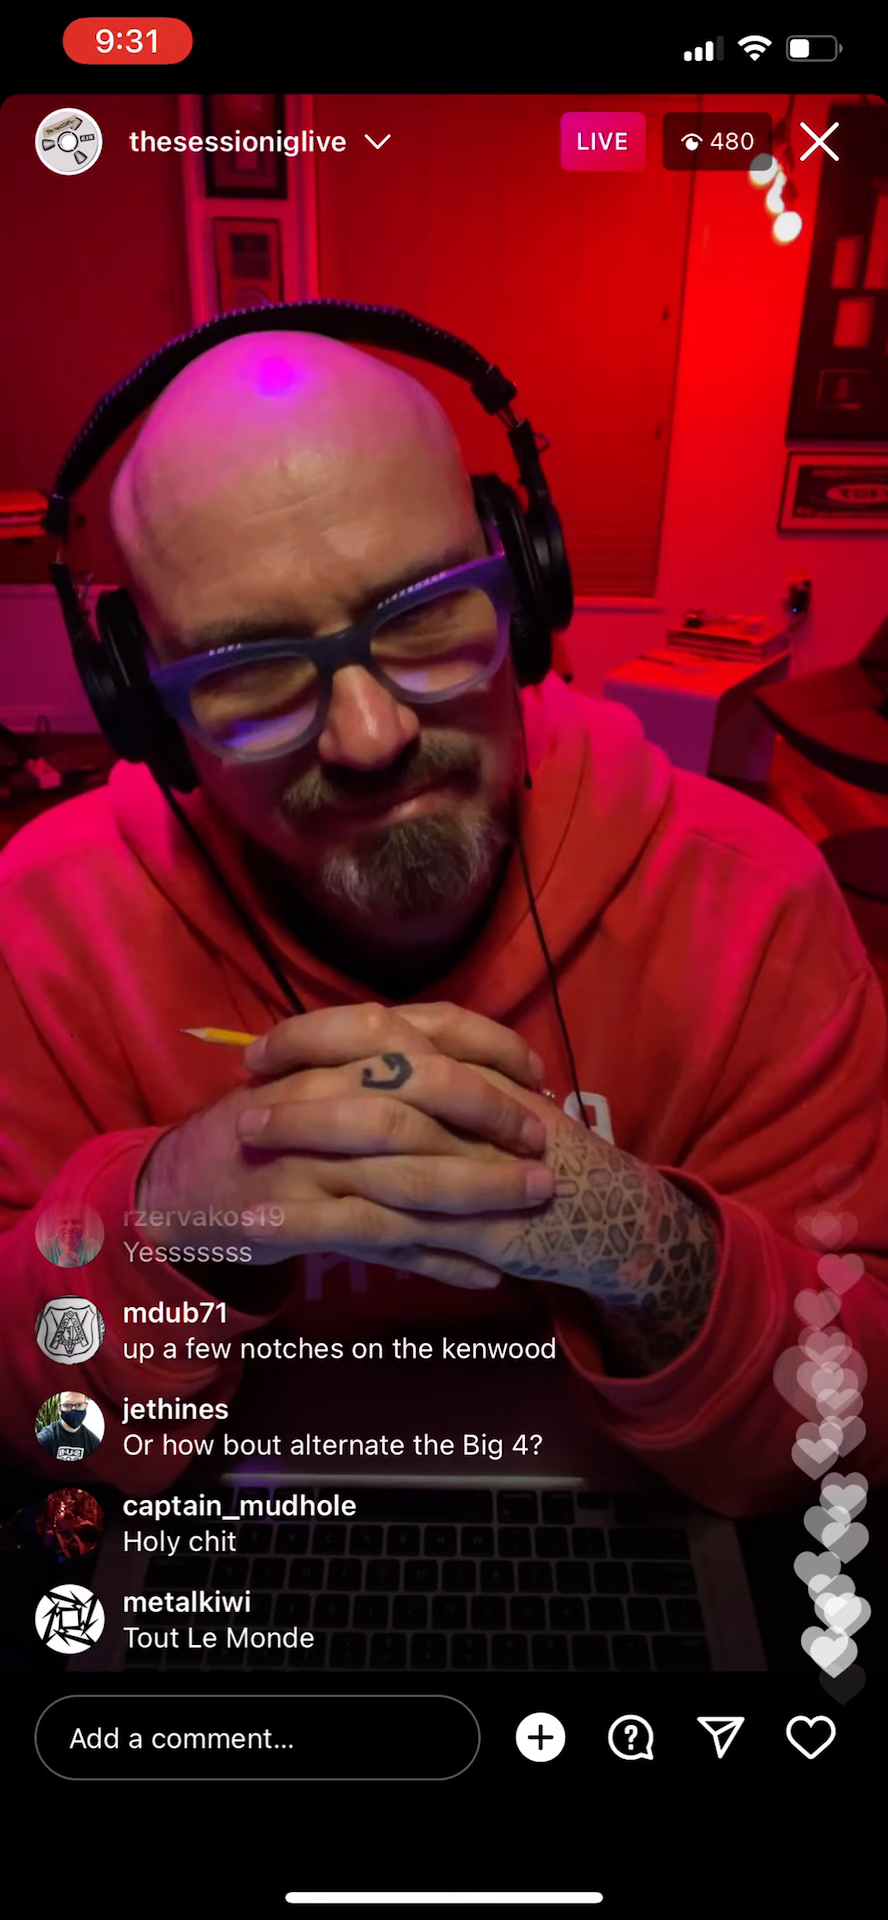 9:31
thesessioniglive
LIVE
480
rzervakos19
Yesssssss
mdub71
up a few notches on the kenwood
jethines
Or how bout alternate the Big 4?
captain_mudhole
Holy chit
metalkiwi
Tout Le Monde
Add a comment...